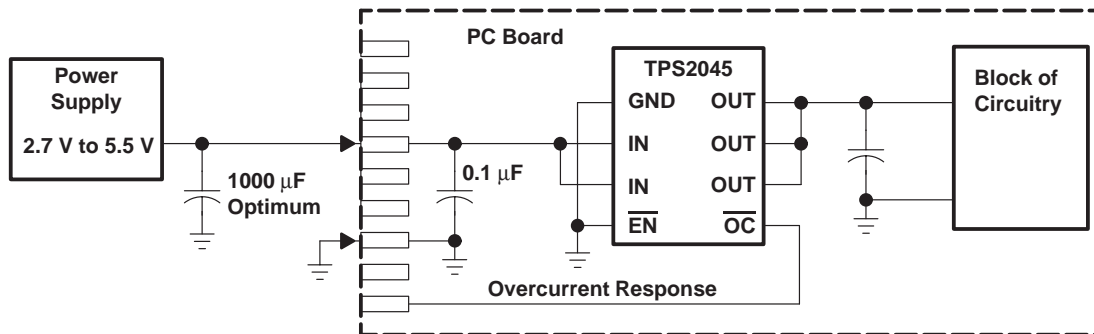 PC Board
Power
Supply
2.7 V to 5.5 V
1000 μF
Optimum
0.1 μF
TPS2045
GND OUT
IN OUT
IN OUT
EN OC
Block of
Circuitry
Overcurrent Response